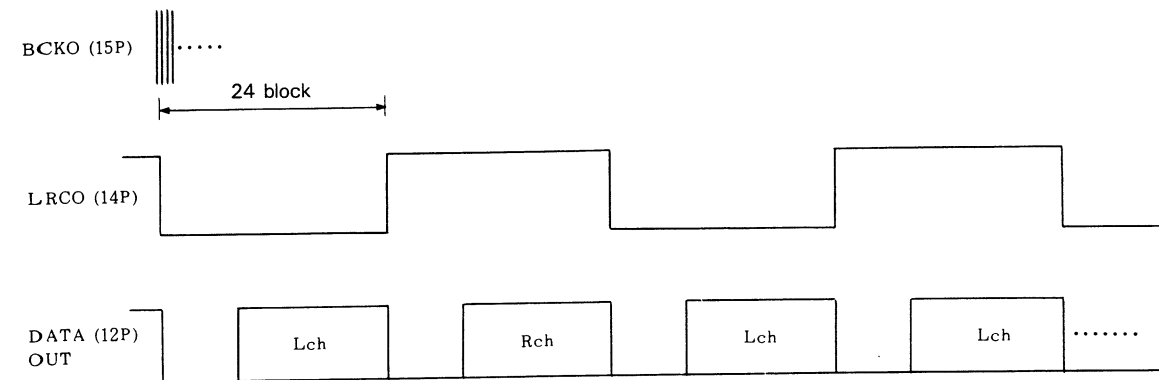 BCKO (15P)
24 block
LRCO (14P)
DATA (12P)
OUT
Lch
Rch
Lch
Lch